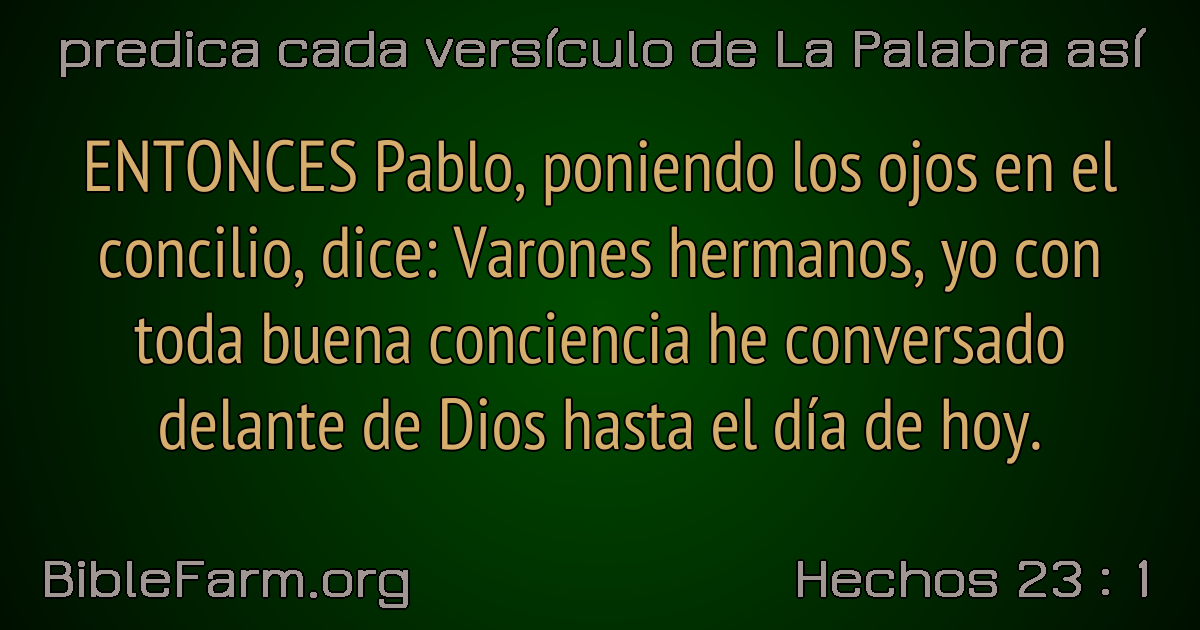 predica cada versículo de La Palabra así
ENTONCES Pablo, poniendo los ojos en el
concilio, dice: Varones hermanos, yo con
toda buena conciencia he conversado
delante de Dios hasta el día de hoy.
BibleFarm.org
Hechos 23 : 1